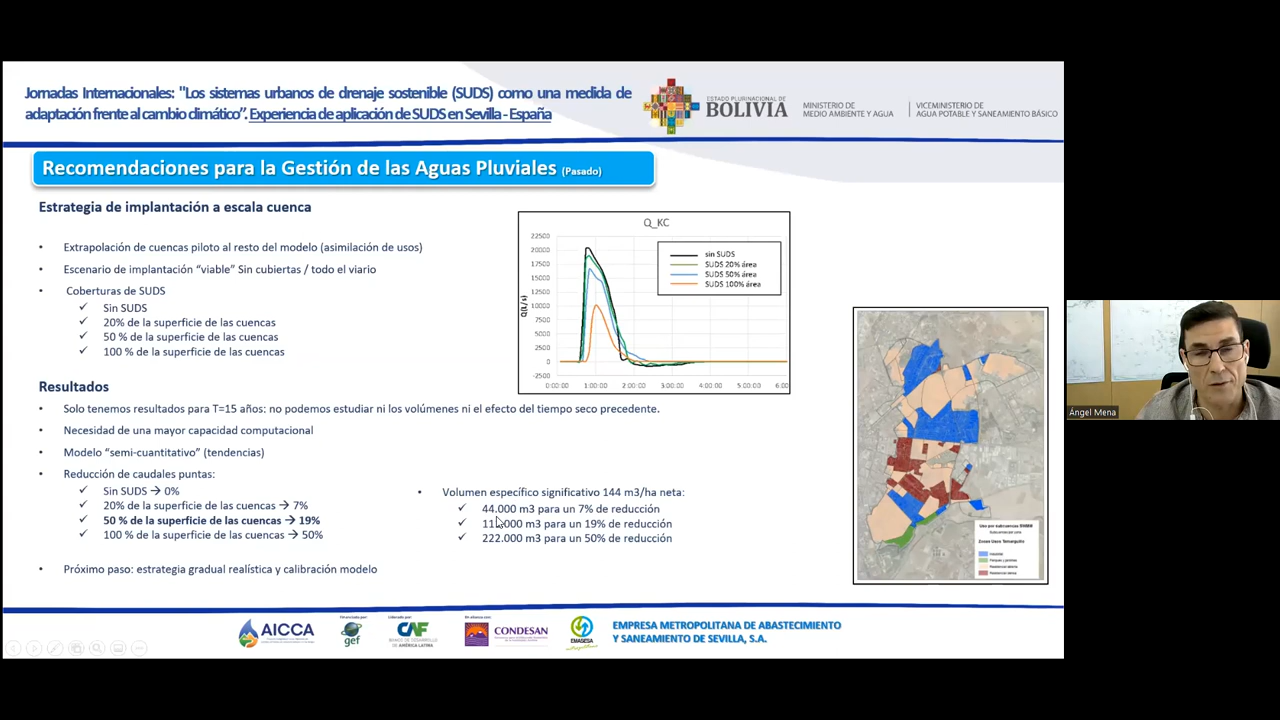 Jornadas Internacionales: "Los sistemas urbanos de drenaje sostenible (SUDS) como una medida de
adaptación frente al cambio climático". Experiencia de aplicación de SUDS en Sevilla - España
ESTADO PLURINACIONAL DE
BOLIVIA
MINISTERIO DE
MEDIO AMBIENTE Y AGUA
VICEMINISTERIO DE
AGUA POTABLE Y SANEAMIENTO BÁSICO
Recomendaciones para la Gestión de las Aguas Pluviales (Pasado)
Estrategia de implantación a escala cuenca
• Extrapolación de cuencas piloto al resto del modelo (asimilación de usos)
• Escenario de implantación “viable” Sin cubiertas / todo el viario
• Coberturas de SUDS
✓ Sin SUDS
✓ 20% de la superficie de las cuencas
✓ 50 % de la superficie de las cuencas
✓ 100 % de la superficie de las cuencas
Q_KC
22500
20000
17500
15000
12500
10000
7500
5000
2500
0
-2500
Q(L/s)
0:00:00 1:00:00 2:00:00 3:00:00 4:00:00 5:00:00 6:00
sin SUDS
SUDS 20% área
SUDS 50% área
SUDS 100% área
Resultados
• Solo tenemos resultados para T=15 años: no podemos estudiar ni los volúmenes ni el efecto del tiempo seco precedente.
• Necesidad de una mayor capacidad computacional
• Modelo “semi-cuantitativo” (tendencias)
• Reducción de caudales puntas:
✓ Sin SUDS → 0%
✓ 20% de la superficie de las cuencas → 7%
✓ 50 % de la superficie de las cuencas → 19%
✓ 100 % de la superficie de las cuencas → 50%
• Volumen específico significativo 144 m3/ha neta:
✓ 44.000 m3 para un 7% de reducción
✓ m3 para un 19% de reducción
✓ 222.000 m3 para un 50% de reducción
• Próximo paso: estrategia gradual realística y calibración modelo
Ángel Mena
AICCA
Financiado por:
gef
Liderado por:
CAF
BANCO DE DESARROLLO
DE AMÉRICA LATINA
CONDESAN
EMASESA
metropolitana
EMPRESA METROPOLITANA DE ABASTECIMIENTO
Y SANEAMIENTO DE SEVILLA, S.A.